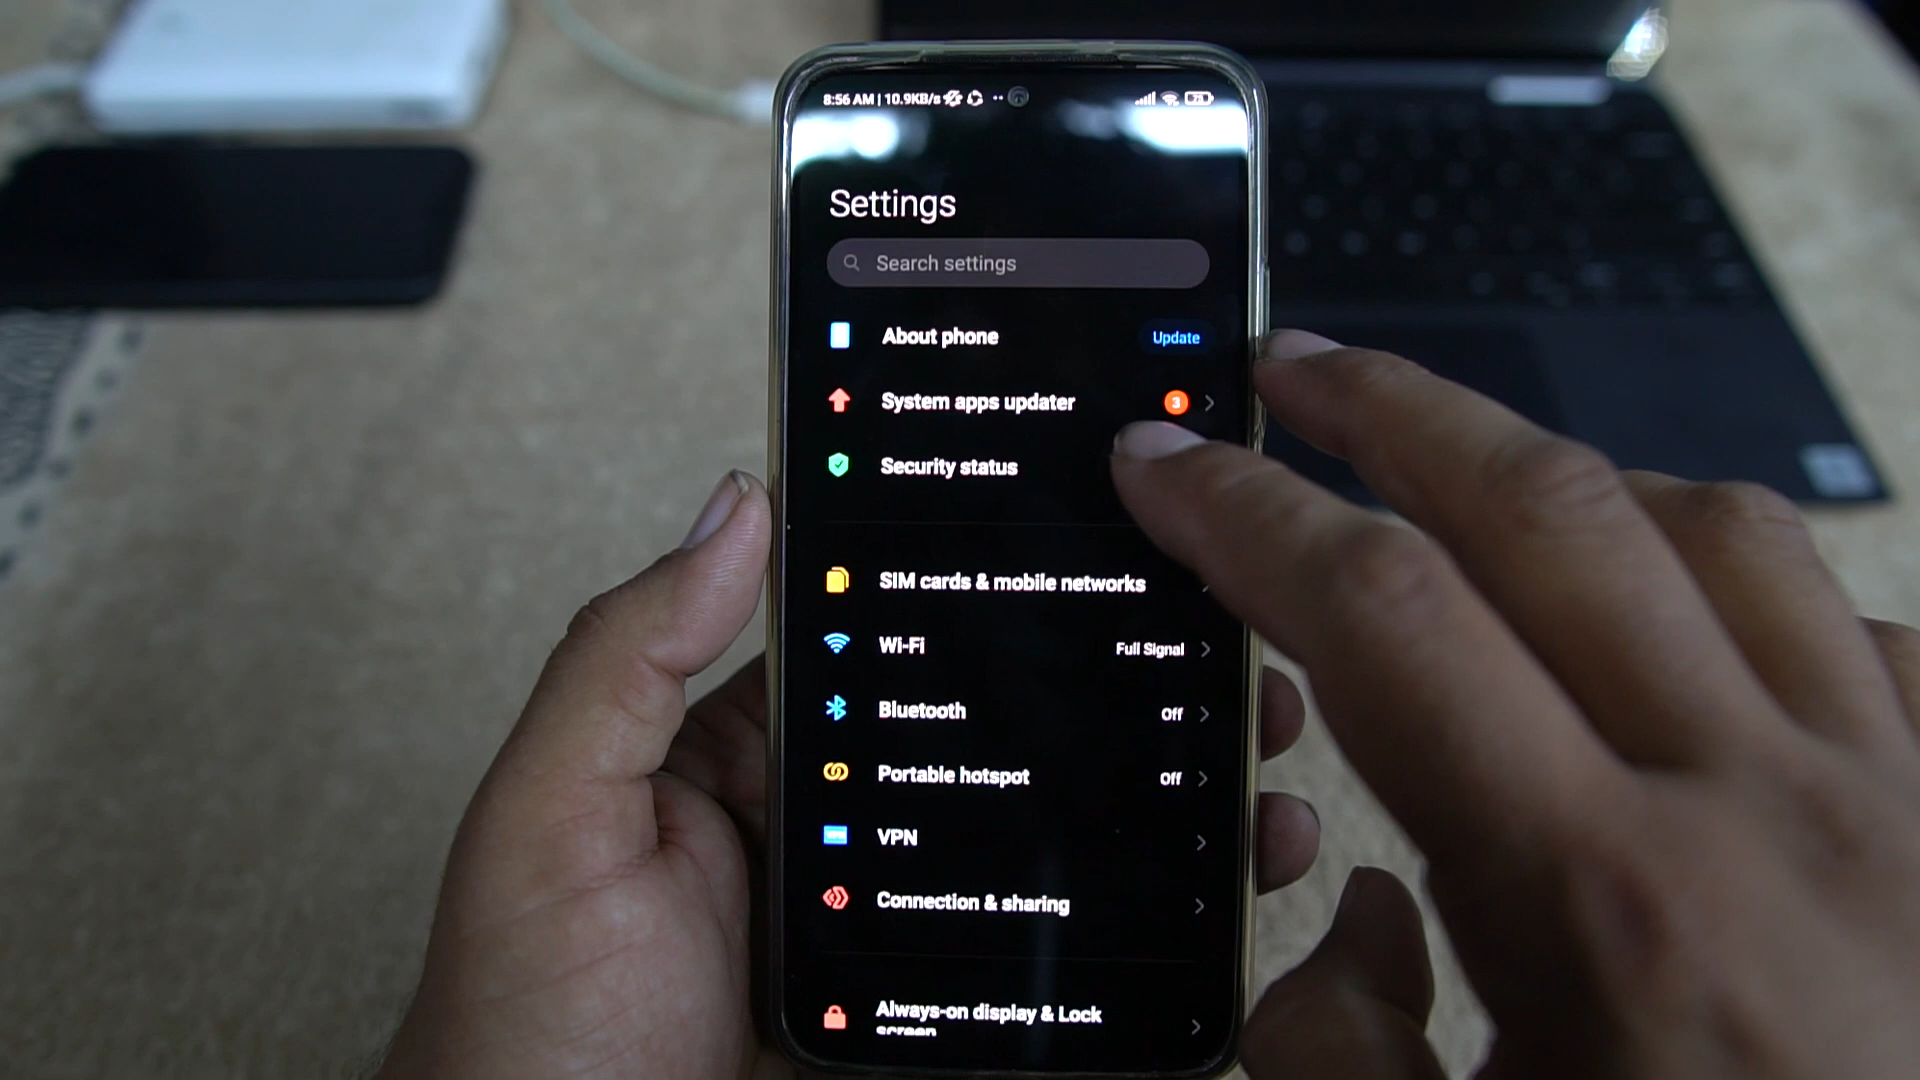 8:56 AM | 10.9KB/s
Settings
Search settings
About phone Update
System apps updater 3
Security status
SIM cards & mobile networks
Wi-Fi Full Signal
Bluetooth Off
Portable hotspot Off
VPN
Connection & sharing
Always-on display & Lock
screen